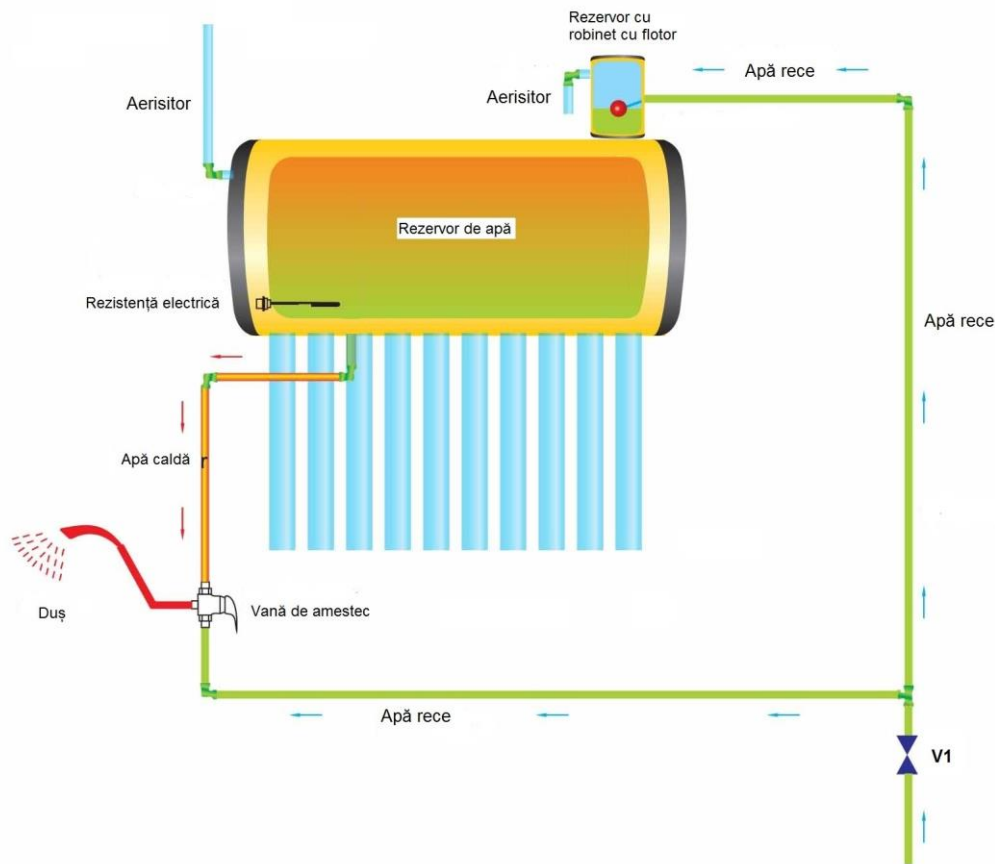 Rezervor cu
robinet cu flotor
Apă rece
Aerisitor
Aerisitor
Rezervor de apă
Rezistență electrică
Apă rece
Apă caldă
Duș
Vană de amestec
Apă rece
V1